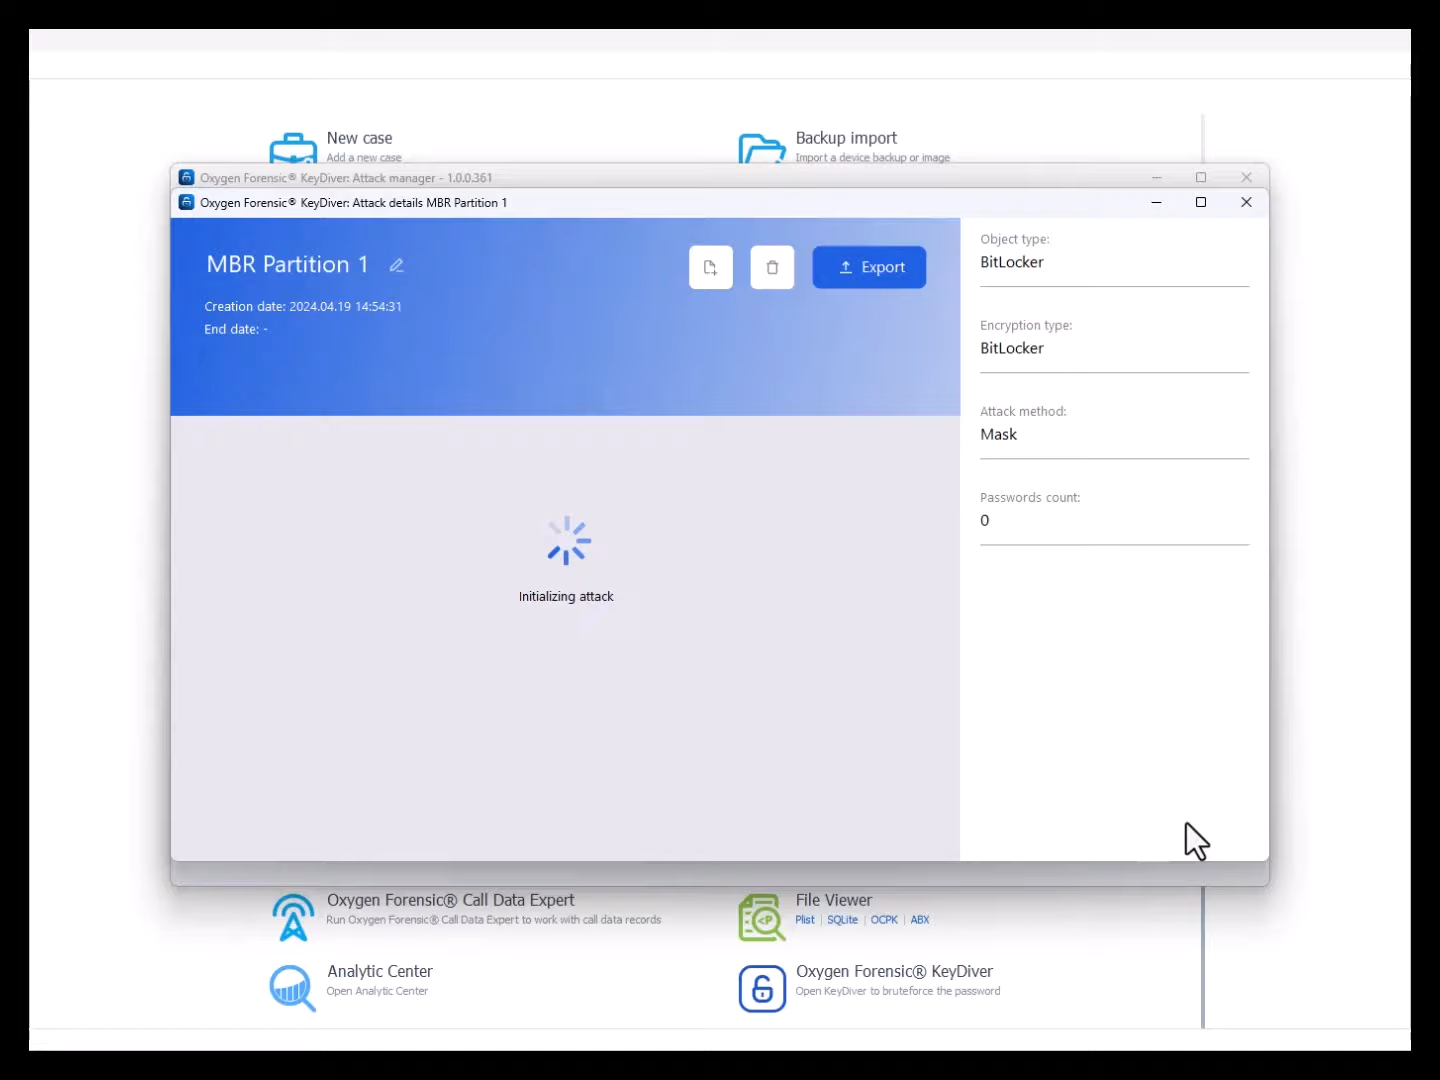 New case
Add a new case
Backup import
Import a device backup or image
Oxygen Forensic® KeyDiver: Attack manager - 1.0.0.361
Oxygen Forensic® KeyDiver: Attack details MBR Partition 1
MBR Partition 1
Export
Creation date: 2024.04.19 14:54:31
End date: -
Object type:
BitLocker
Encryption type:
BitLocker
Attack method:
Mask
Passwords count:
0
Initializing attack
Oxygen Forensic® Call Data Expert
Run Oxygen Forensic® Call Data Expert to work with call data records
File Viewer
Plist | SQLite | OCPK | ABX
Analytic Center
Open Analytic Center
Oxygen Forensic® KeyDiver
Open KeyDiver to bruteforce the password